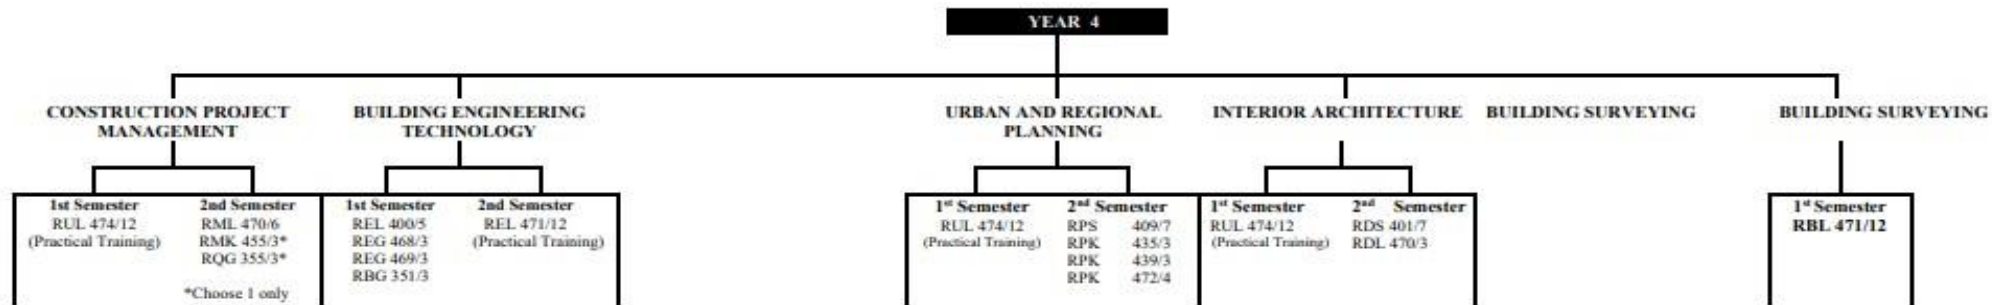 YEAR 4
CONSTRUCTION PROJECT
MANAGEMENT
1st Semester
RUL 474/12
(Practical Training)
2nd Semester
RML 470/6
RMK 455/3*
RQG 355/3*
*Choose 1 only
BUILDING ENGINEERING
TECHNOLOGY
1st Semester
REL 400/5
REG 468/3
REG 469/3
RBG 351/3
2nd Semester
REL 471/12
(Practical Training)
URBAN AND REGIONAL
PLANNING
1st Semester
RUL 474/12
(Practical Training)
2nd Semester
RPS 409/7
RPK 435/3
RPK 439/3
RPK 472/4
INTERIOR ARCHITECTURE
1st Semester
RUL 474/12
(Practical Training)
2nd Semester
RDS 401/7
RDL 470/3
BUILDING SURVEYING
BUILDING SURVEYING
1st Semester
RBL 471/12